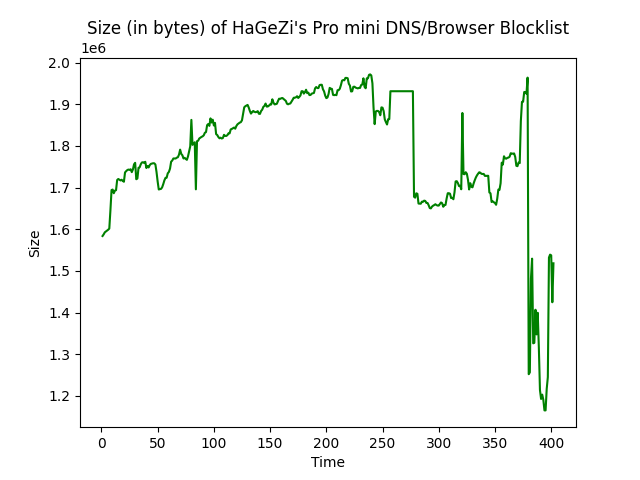 Size (in bytes) of HaGeZi's Pro mini DNS/Browser Blocklist
1e6
2.0
1.9
1.8
1.7
1.6
1.5
1.4
1.3
1.2
Size
0 50 100 150 200 250 300 350 400
Time